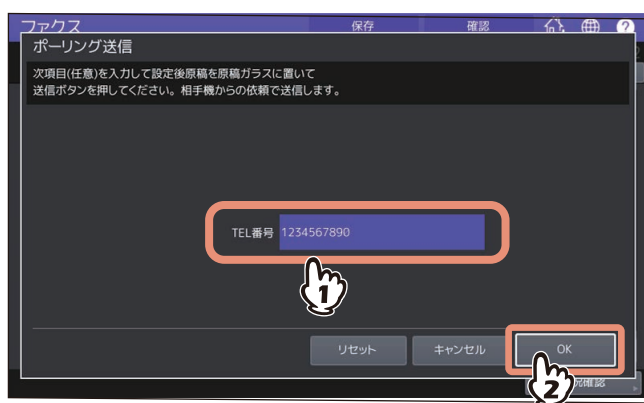 ファクス 保存 確認 ?
ポーリング送信
次項目(任意)を入力して設定後原稿を原稿ガラスに置いて
送信ボタンを押してください。相手機からの依頼で送信します。
TEL番号 1234567890
1
リセット キャンセル OK
2
況確認